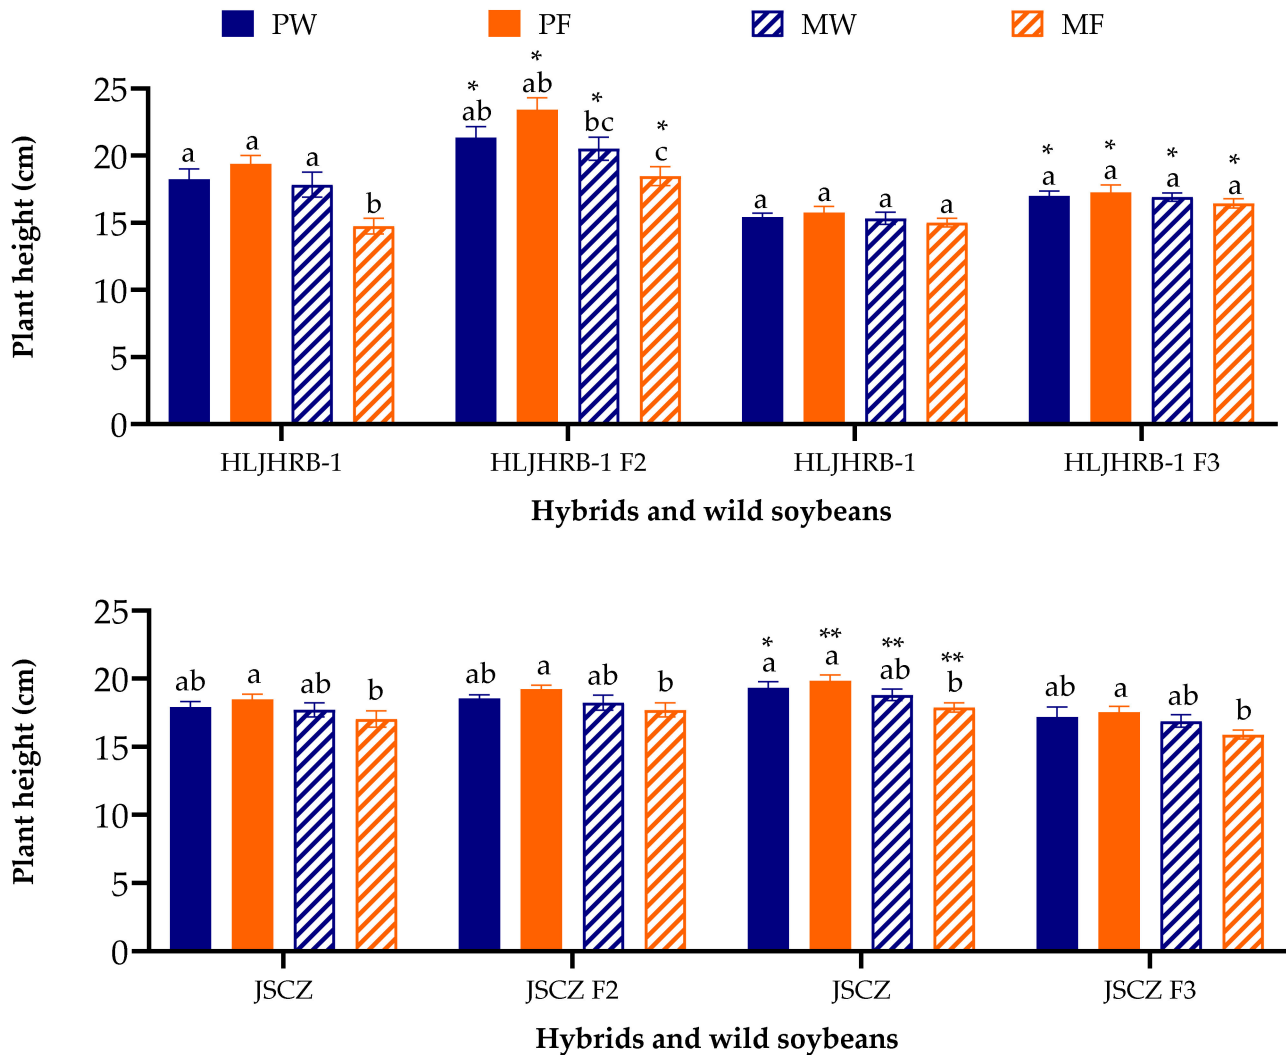 PW PF MW MF
Plant height (cm)
25
20
15
10
5
0
* * * *
ab ab bc c
a a a b
a a a a
* * * *
a a a a
HLJHRB-1 HLJHRB-1 F2 HLJHRB-1 HLJHRB-1 F3
Hybrids and wild soybeans
Plant height (cm)
25
20
15
10
5
0
ab a ab b
ab a ab b
* ** ** **
a a ab b
ab a ab b
JSCZ JSCZ F2 JSCZ JSCZ F3
Hybrids and wild soybeans